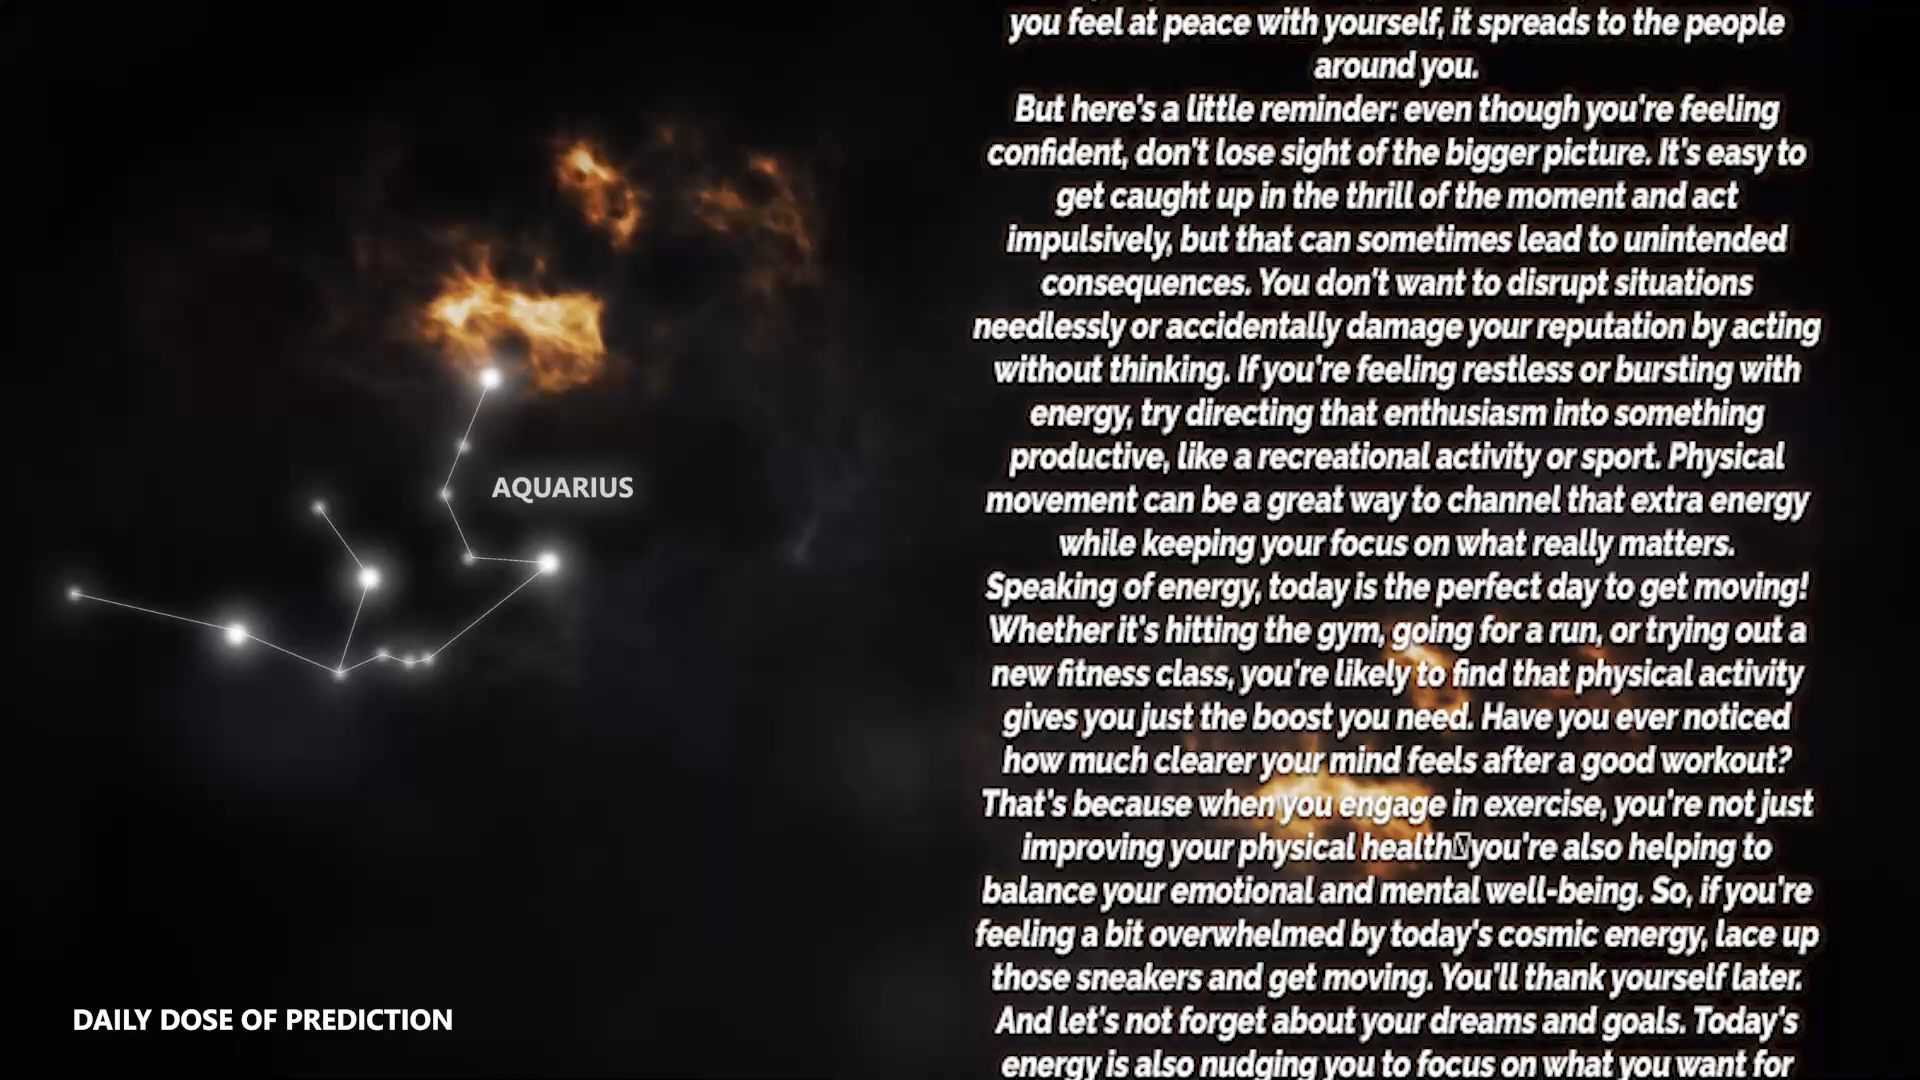 you feel at peace with yourself, it spreads to the people
around you.
But here's a little reminder: even though you're feeling
confident, don't lose sight of the bigger picture. It's easy to
get caught up in the thrill of the moment and act
impulsively, but that can sometimes lead to unintended
consequences. You don't want to disrupt situations
needlessly or accidentally damage your reputation by acting
without thinking. If you're feeling restless or bursting with
energy, try directing that enthusiasm into something
productive, like a recreational activity or sport. Physical
movement can be a great way to channel that extra energy
while keeping your focus on what really matters.
Speaking of energy, today is the perfect day to get moving!
Whether it's hitting the gym, going for a run, or trying out a
new fitness class, you're likely to find that physical activity
gives you just the boost you need. Have you ever noticed
how much clearer your mind feels after a good workout?
That's because when you engage in exercise, you're not just
improving your physical health you're also helping to
balance your emotional and mental well-being. So, if you're
feeling a bit overwhelmed by today's cosmic energy, lace up
those sneakers and get moving. You'll thank yourself later.
And let's not forget about your dreams and goals. Today's
energy is also nudging you to focus on what you want for
AQUARIUS
DAILY DOSE OF PREDICTION